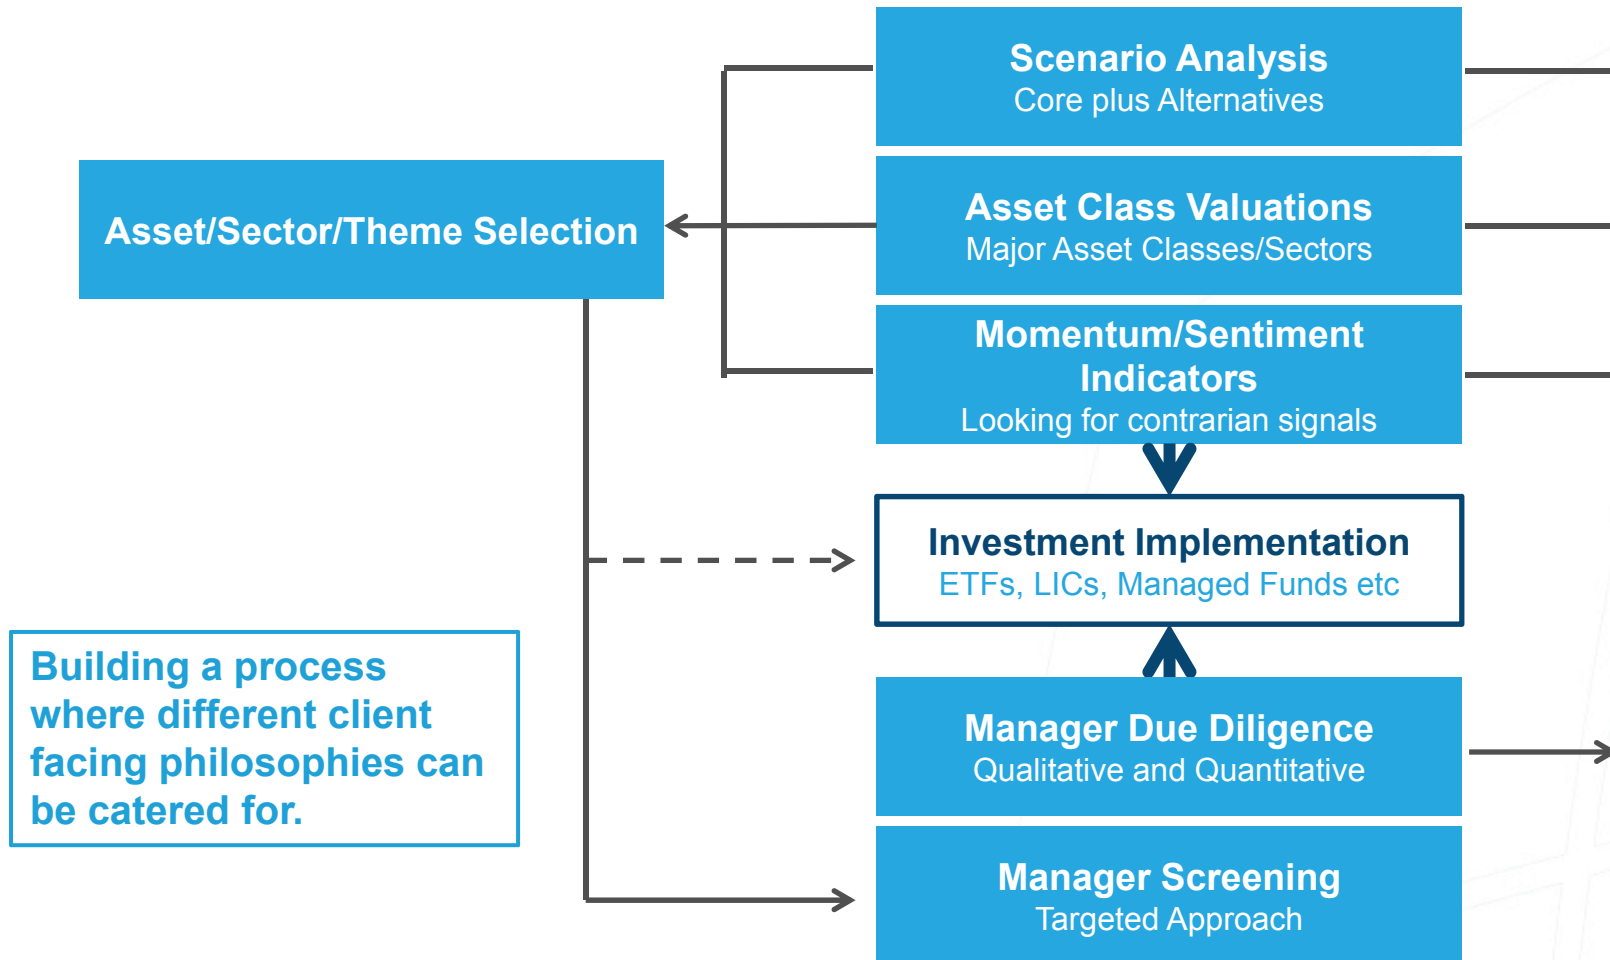 Scenario Analysis
Core plus Alternatives
Asset/Sector/Theme Selection
Asset Class Valuations
Major Asset Classes/Sectors
Momentum/Sentiment
Indicators
Looking for contrarian signals
Investment Implementation
ETFs, LICs, Managed Funds etc
Building a process
where different client
facing philosophies can
be catered for.
Manager Due Diligence
Qualitative and Quantitative
Manager Screening
Targeted Approach